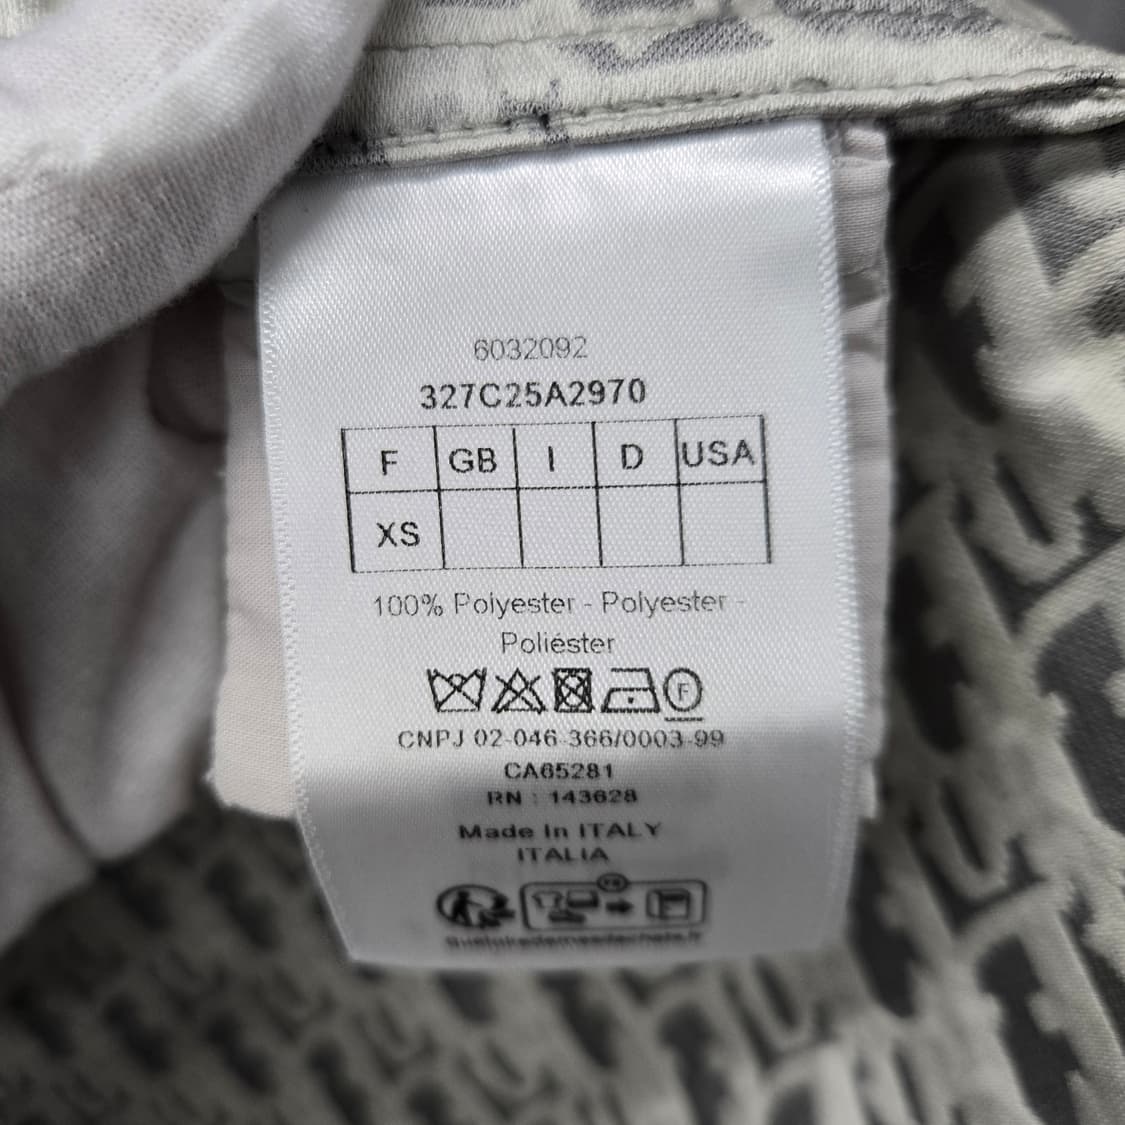 6032092
327C25A2970
F GB I D USA
XS
100% Polyester - Polyester -
Poliéster
F
CNPJ 02-046-366/0003-99
CA65281
RN : 143628
Made In ITALY
ITALIA
FR